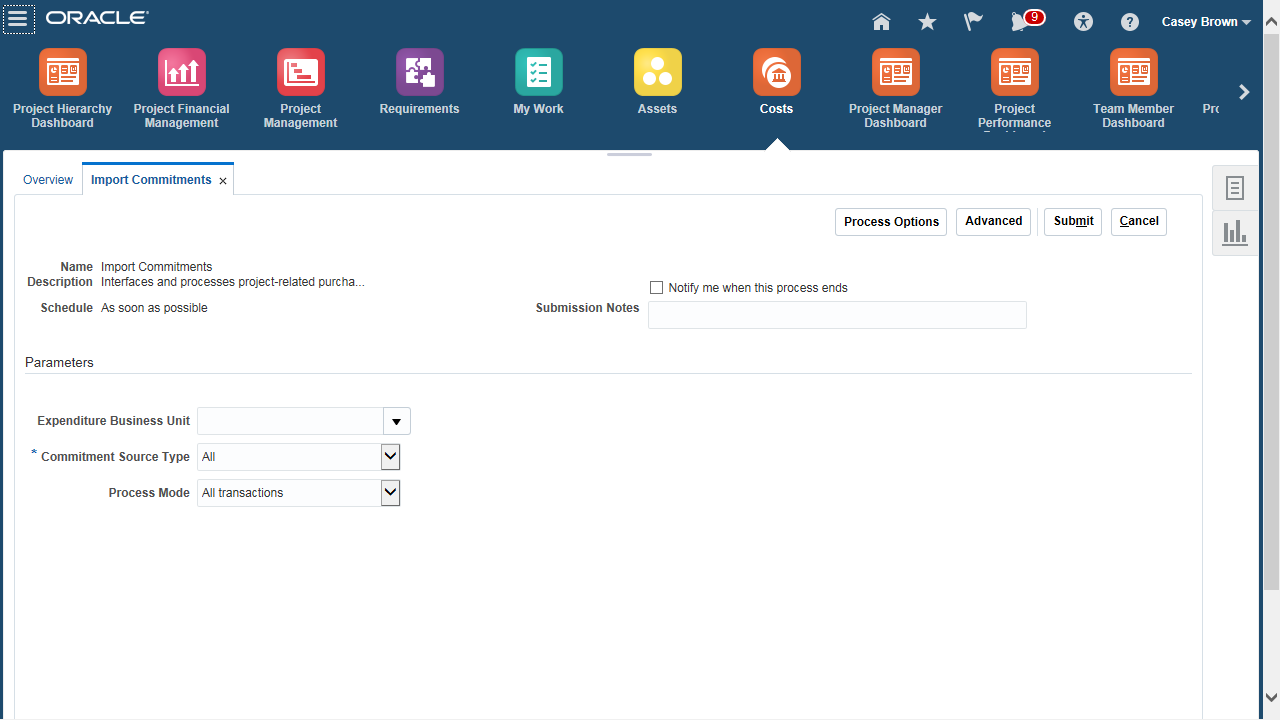 ORACLE
9
Casey Brown
Project Hierarchy
Dashboard
Project Financial
Management
Project
Management
Requirements
My Work
Assets
Costs
Project Manager
Dashboard
Project
Performance
Team Member
Dashboard
Overview
Import Commitments
Process Options
Advanced
Submit
Cancel
Name Import Commitments
Description Interfaces and processes project-related purcha...
Notify me when this process ends
Schedule As soon as possible
Submission Notes
Parameters
Expenditure Business Unit
* Commitment Source Type All
Process Mode All transactions